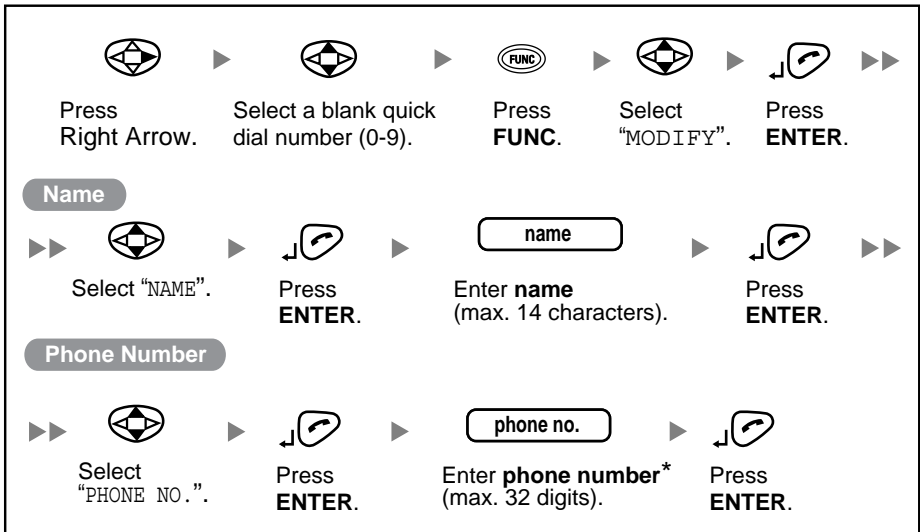 FUNC
Press Select a blank quick Press Select Press
Right Arrow. dial number (0-9). FUNC. “MODIFY”. ENTER.
Name
name
Select “NAME”. Press Enter name Press
ENTER. (max. 14 characters). ENTER.
Phone Number
phone no.
Select Press Enter phone number* Press
“PHONE NO.”. ENTER. (max. 32 digits). ENTER.